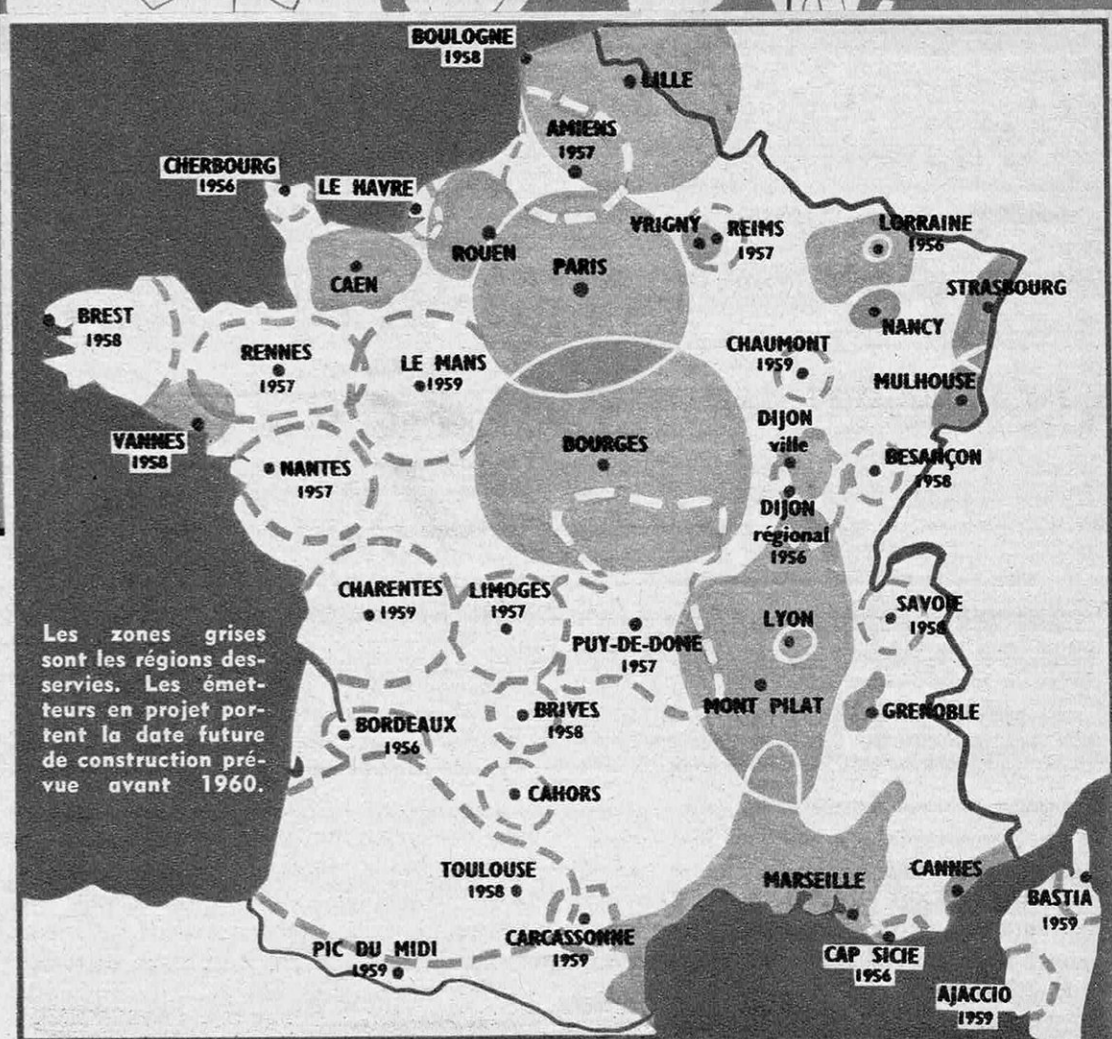 BOULOGNE
1958
LILLE
AMIENS
1957
CHERBOURG
1956
LE HAVRE
ROUEN
CAEN
PARIS
VRIGNY
REIMS
1957
LORRAINE
1956
STRASBOURG
NANCY
BREST
1958
RENNES
1957
LE MANS
1959
CHAUMONT
1959
MULHOUSE
VANNES
1958
NANTES
1957
BOURGES
DIJON
ville
DIJON
régional
1956
BESANÇON
1958
CHARENTES
1959
LIMOGES
1957
PUY-DE-DOME
1957
LYON
SAVOIE
1958
MONT PILAT
GRENOBLE
Les zones grises
sont les régions des-
servies. Les émet-
teurs en projet por-
tent la date future
de construction pré-
vue avant 1960.
BORDEAUX
1956
BRIVES
1958
CAHORS
TOULOUSE
1958
CARCASSONNE
1959
PIC DU MIDI
1959
MARSEILLE
CANNES
CAP SICIE
1956
BASTIA
1959
AJACCIO
1959